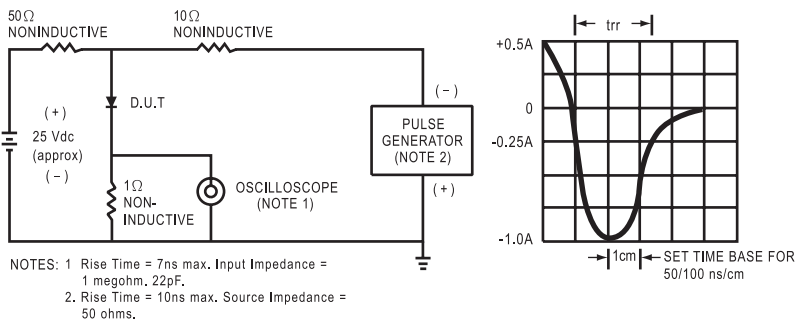 50Ω
NONINDUCTIVE
10Ω
NONINDUCTIVE
(+)
25 Vdc
(approx)
(−)
D.U.T
1Ω
NON-
INDUCTIVE
OSCILLOSCOPE
(NOTE 1)
(−)
PULSE
GENERATOR
(NOTE 2)
(+)
NOTES: 1 Rise Time = 7ns max. Input Impedance =
1 megohm. 22pF.
2. Rise Time = 10ns max. Source Impedance =
50 ohms.
trr
+0.5A
0
-0.25A
-1.0A
1cm
SET TIME BASE FOR
50/100 ns/cm